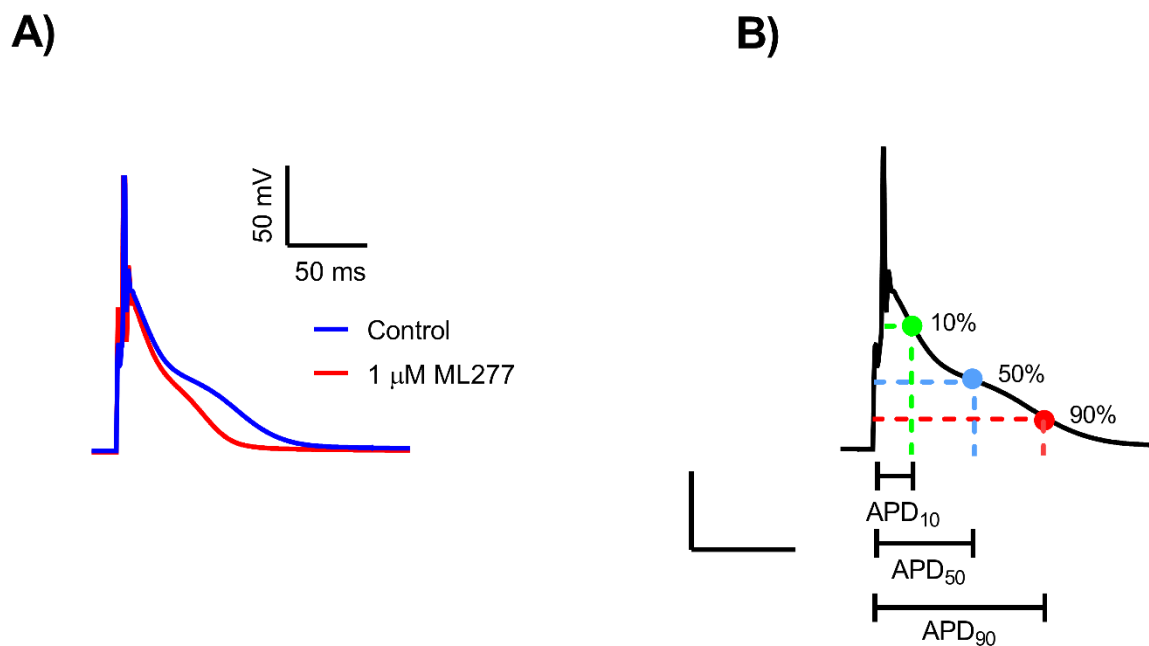 A)
50 mV
50 ms
Control
1 μM ML277
B)
10%
50%
90%
APD₁₀
APD₅₀
APD₉₀